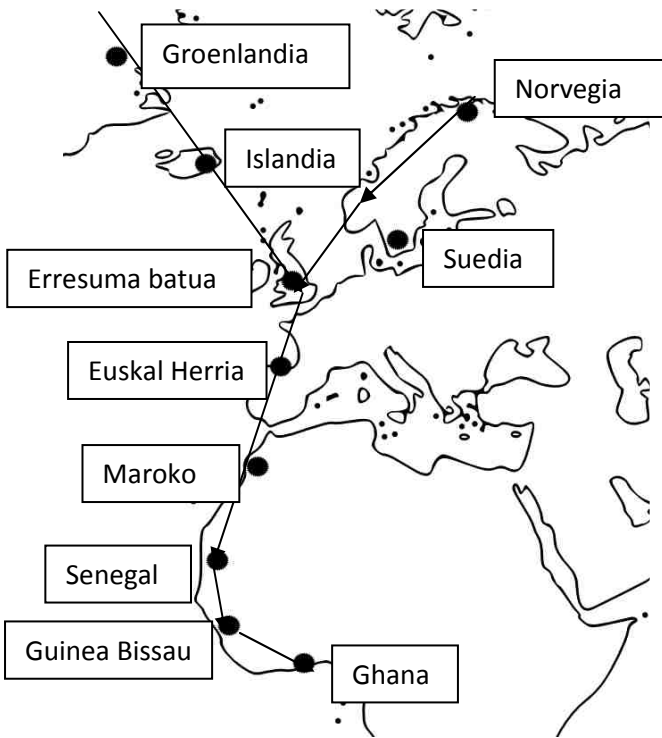 Groenlandia
Norvegia
Islandia
Suedia
Erresuma batua
Euskal Herria
Maroko
Senegal
Guinea Bissau
Ghana